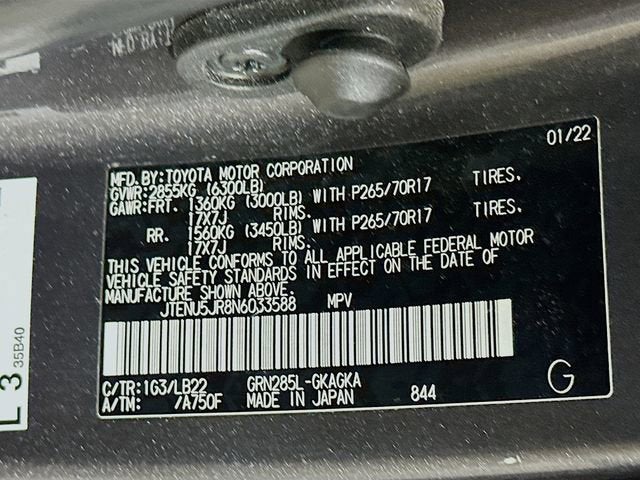 01/22
MFD.BY:TOYOTA MOTOR CORPORATION
GVWR:2855KG (6300LB)
GAWR:FRT. 1360KG (3000LB) WITH P265/70R17 TIRES.
17X7J RIMS.
RR. 1560KG (3450LB) WITH P265/70R17 TIRES.
17X7J RIMS.
THIS VEHICLE CONFORMS TO ALL APPLICABLE FEDERAL MOTOR
VEHICLE SAFETY STANDARDS IN EFFECT ON THE DATE OF
MANUFACTURE SHOWN ABOVE.
JTENU5JR8N6033588 MPV
C/TR:1G3/LB22 GRN285L-GKAGKA
A/TM: /A750F MADE IN JAPAN 844
G
L 3
35B40